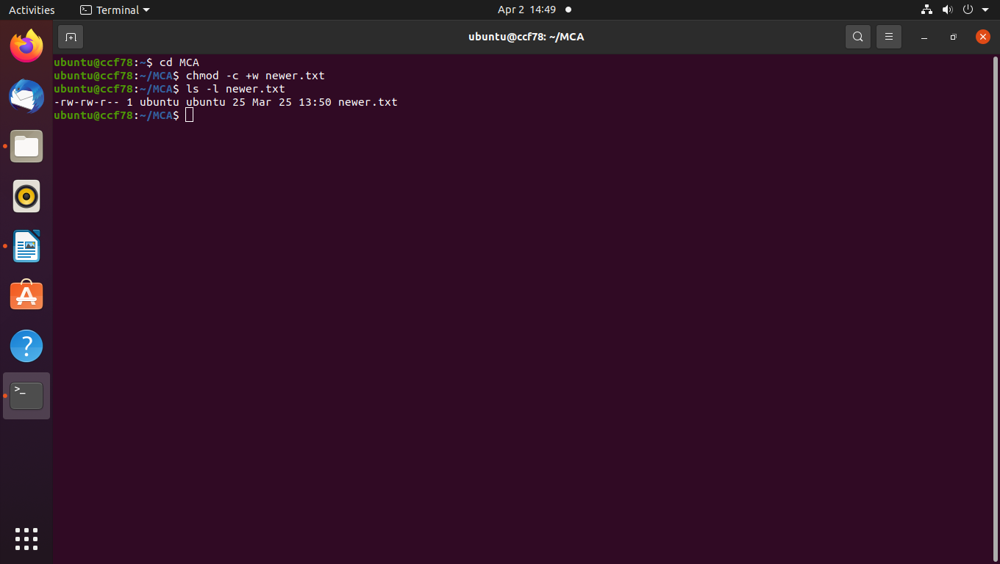 Activities Terminal Apr 2 14:49
ubuntu@ccf78: ~/MCA
ubuntu@ccf78:~$ cd MCA
ubuntu@ccf78:~/MCA$ chmod -c +w newer.txt
ubuntu@ccf78:~/MCA$ ls -l newer.txt
-rw-rw-r-- 1 ubuntu ubuntu 25 Mar 25 13:50 newer.txt
ubuntu@ccf78:~/MCA$